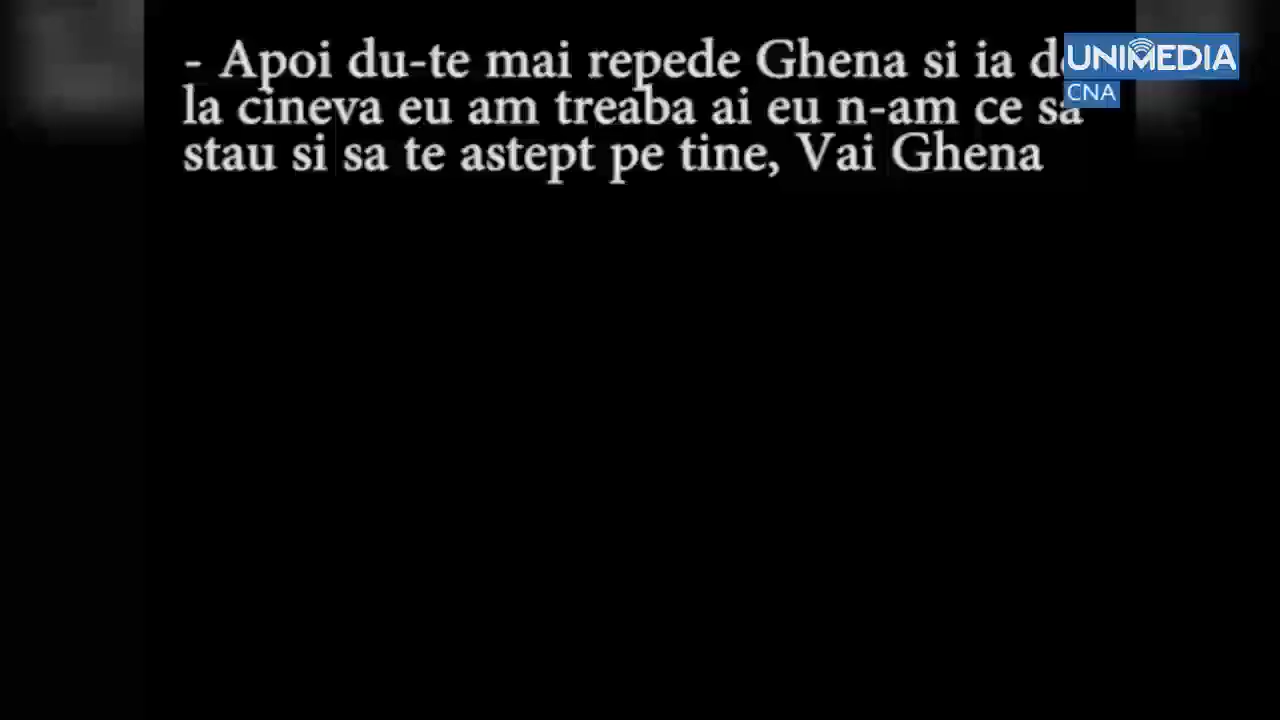 - Apoi du-te mai repede Ghena si ia de
la cineva eu am treaba ai eu n-am ce sa
stau si sa te astept pe tine, Vai Ghena
UNIMEDIA
CNA